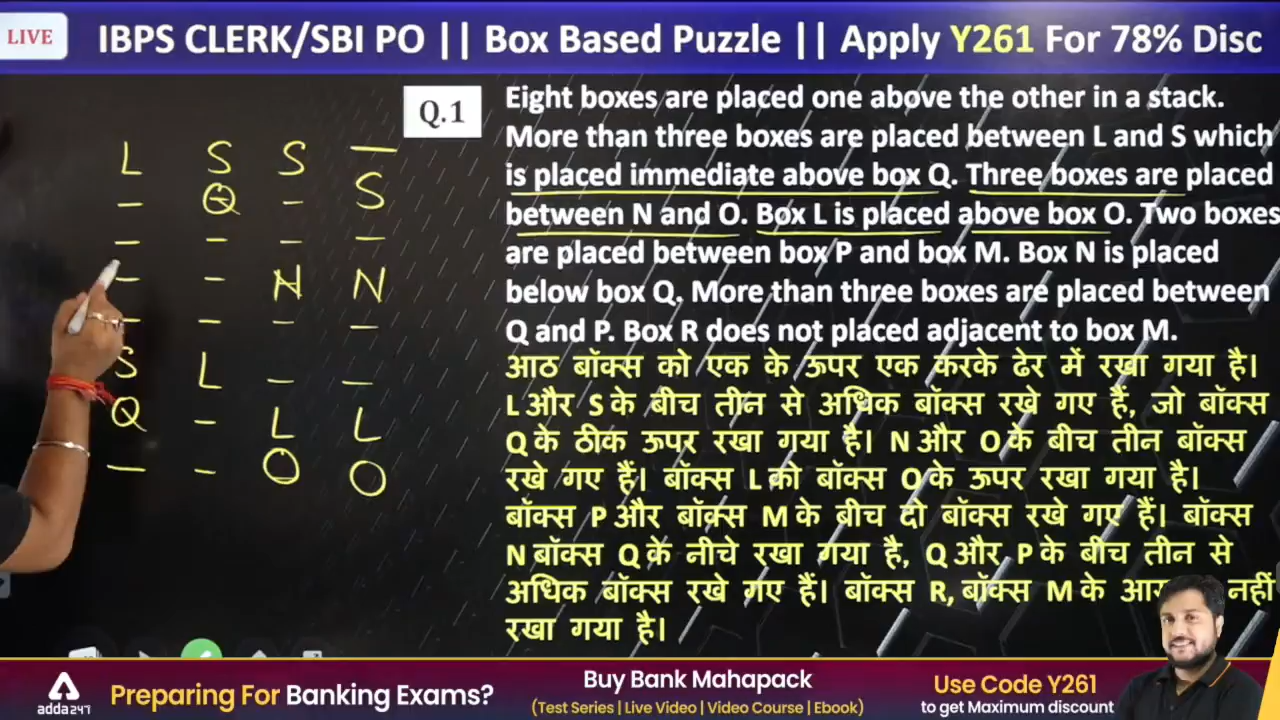 LIVE
IBPS CLERK/SBI PO || Box Based Puzzle || Apply Y261 For 78% Disc
Q.1
Eight boxes are placed one above the other in a stack.
More than three boxes are placed between L and S which
is placed immediate above box Q. Three boxes are placed
between N and O. Box L is placed above box O. Two boxes
are placed between box P and box M. Box N is placed
below box Q. More than three boxes are placed between
Q and P. Box R does not placed adjacent to box M.
आठ बॉक्स को एक के ऊपर एक करके ढेर में रखा गया है।
L और S के बीच तीन से अधिक बॉक्स रखे गए हैं, जो बॉक्स
Q के ठीक ऊपर रखा गया है। N और O के बीच तीन बॉक्स
रखे गए हैं। बॉक्स L को बॉक्स O के ऊपर रखा गया है।
बॉक्स P और बॉक्स M के बीच दो बॉक्स रखे गए हैं। बॉक्स
N बॉक्स Q के नीचे रखा गया है, Q और P के बीच तीन से
अधिक बॉक्स रखे गए हैं। बॉक्स R, बॉक्स M के नहीं
रखा गया है।
L S S —
— Q — S
— — — —
— — N N
— — — —
S L — —
Q — L L
— — O O
adda247
Preparing For Banking Exams?
Buy Bank Mahapack
(Test Series | Live Video | Video Course | Ebook)
Use Code Y261
to get Maximum discount